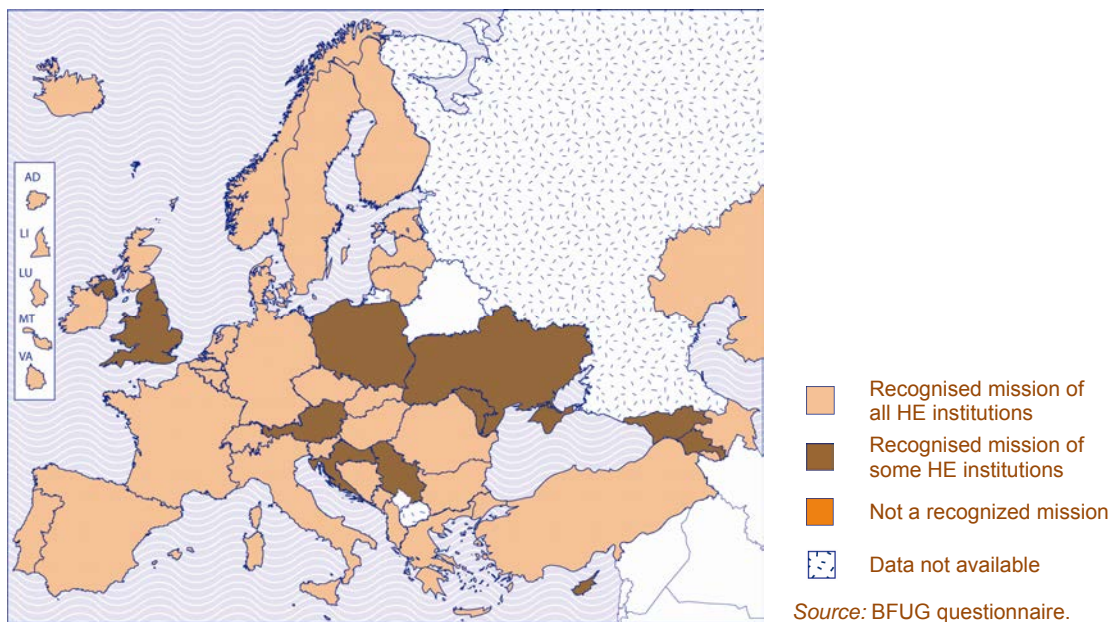 AD
LI
LU
MT
VA
Recognised mission of
all HE institutions
Recognised mission of
some HE institutions
Not a recognized mission
Data not available
Source: BFUG questionnaire.